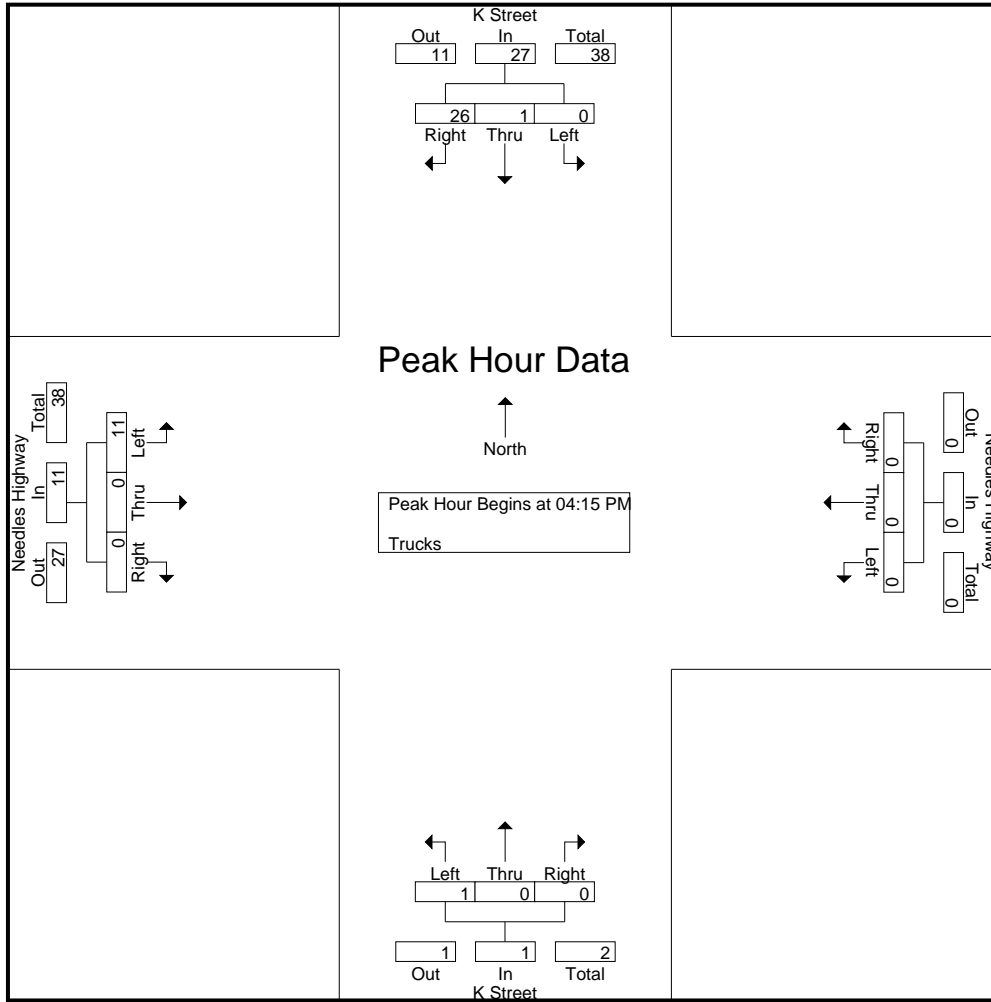 K Street
Out In Total
11 27 38
26 1 0
Right Thru Left
Peak Hour Data
North
Peak Hour Begins at 04:15 PM
Trucks
Needles Highway
Total In Out
38 11 27
11 0 0
Left Thru Right
Needles Highway
Out In Total
0 0 0
Right Thru Left
0 0 0
Left Thru Right
1 0 0
1 1 2
Out In Total
K Street